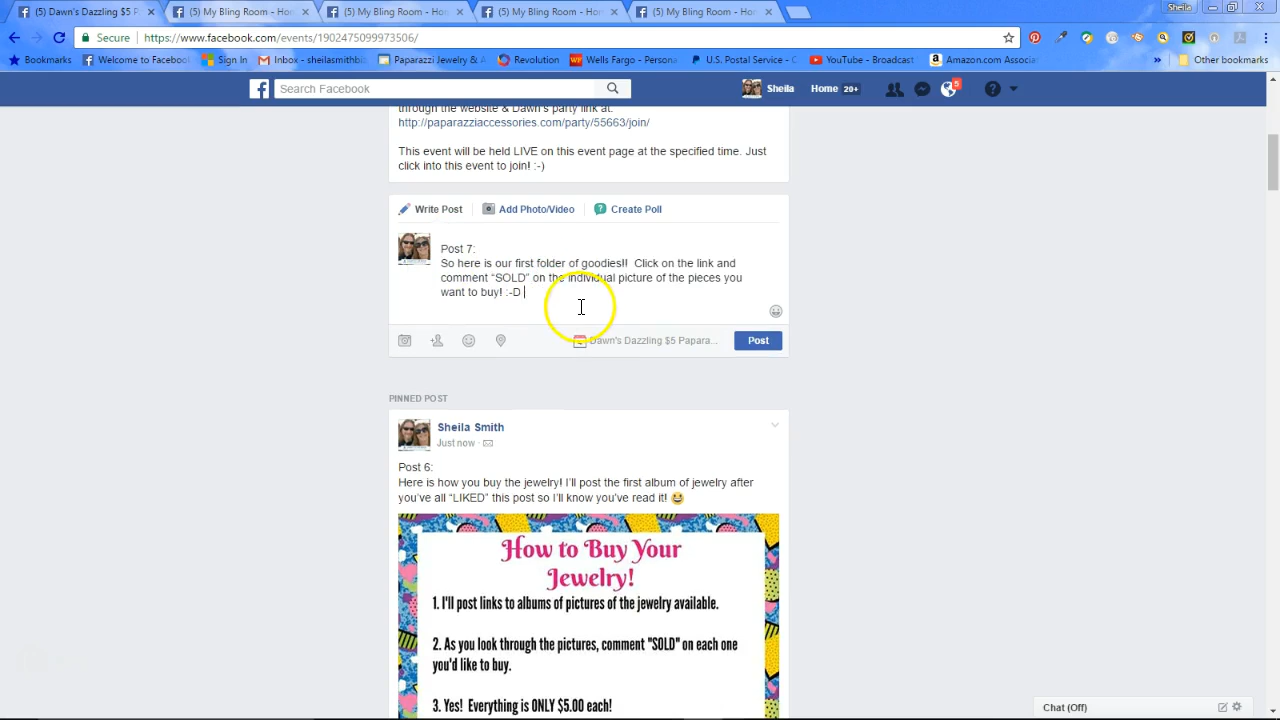 (5) Dawn's Dazzling $5 P
(5) My Bling Room - Hom
(5) My Bling Room - Hom
(5) My Bling Room - Hom
(5) My Bling Room - Hom
Sheila
Secure
https://www.facebook.com/events/1902475099973506/
Bookmarks
Welcome to Facebook
Sign In
Inbox - sheilasmithbiz
Paparazzi Jewelry &
Revolution
Wells Fargo - Persona
U.S. Postal Service -
YouTube - Broadcast
Amazon.com Associa
»
Other bookmarks
Search Facebook
Sheila
Home 20+
5
through the website & Dawn's party link at:
http://paparazziaccessories.com/party/55663/join/
This event will be held LIVE on this event page at the specified time. Just
click into this event to join! :-)
Write Post
Add Photo/Video
Create Poll
Post 7:
So here is our first folder of goodies!! Click on the link and
comment “SOLD” on the individual picture of the pieces you
want to buy! :-D
Dawn's Dazzling $5 Papara...
Post
PINNED POST
Sheila Smith
Just now ·
Post 6:
Here is how you buy the jewelry! I'll post the first album of jewelry after
you've all “LIKED” this post so I'll know you've read it! 😃
How to Buy Your
Jewelry!
1. I'll post links to albums of pictures of the jewelry available.
2. As you look through the pictures, comment "SOLD" on each one
you'd like to buy.
3. Yes! Everything is ONLY $5.00 each!
Chat (Off)